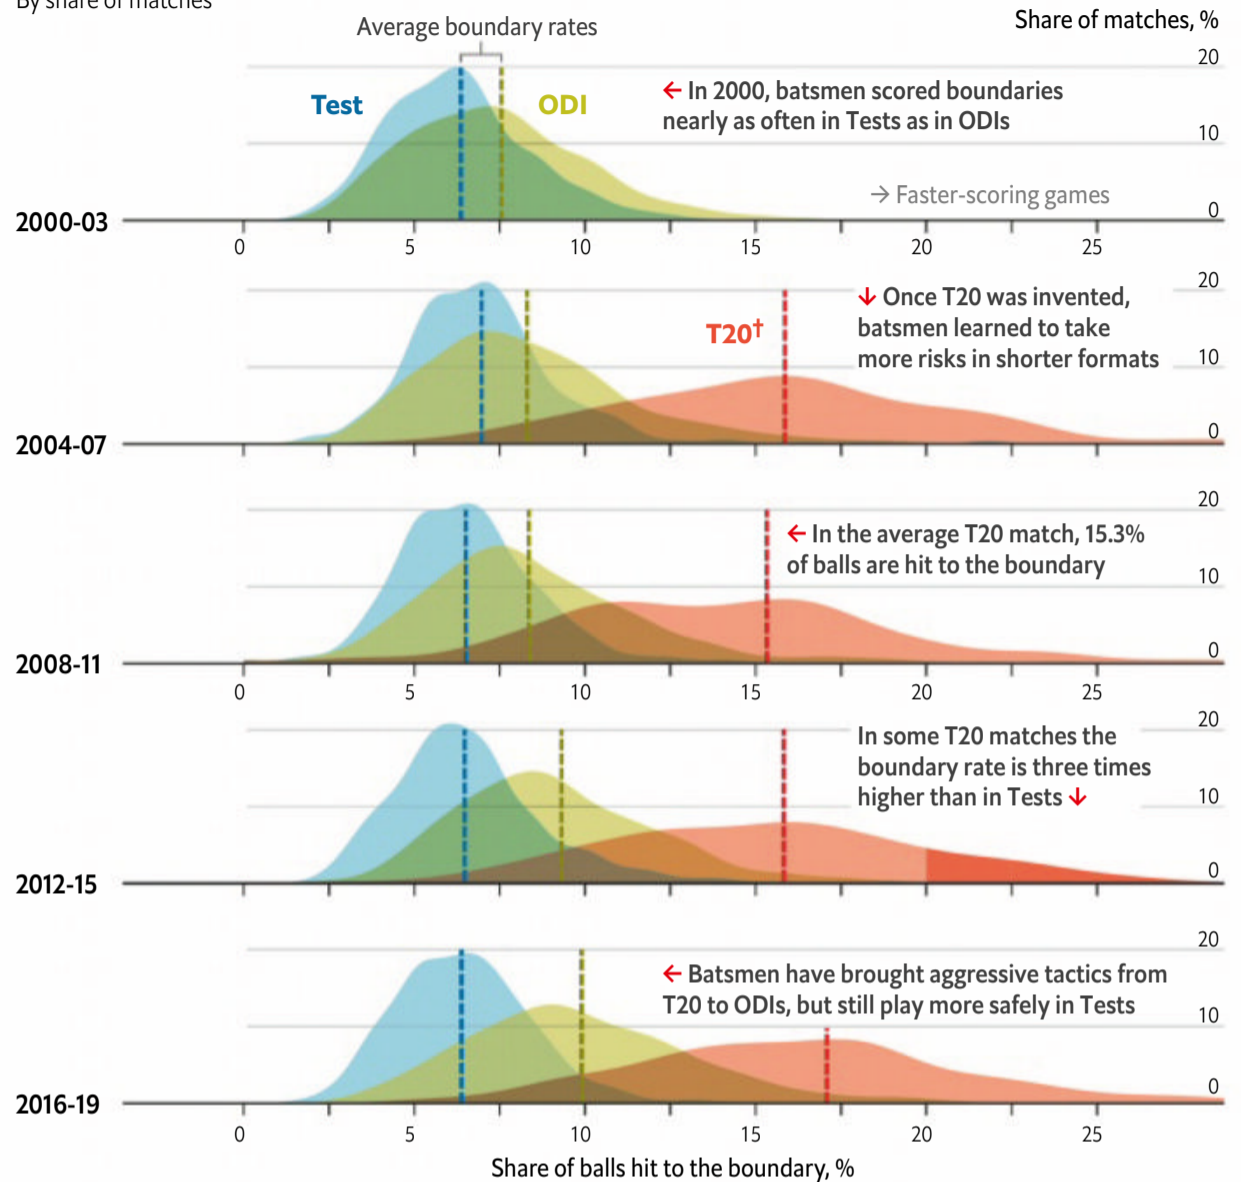 By share of matches
Average boundary rates
Share of matches, %
20
Test
ODI
← In 2000, batsmen scored boundaries
nearly as often in Tests as in ODIs
10
→ Faster-scoring games
0
2000-03
0 5 10 15 20 25
20
↓ Once T20 was invented,
batsmen learned to take
more risks in shorter formats
T20†
10
0
2004-07
20
← In the average T20 match, 15.3%
of balls are hit to the boundary
10
0
2008-11
0 5 10 15 20 25
20
In some T20 matches the
boundary rate is three times
higher than in Tests ↓
10
0
2012-15
20
← Batsmen have brought aggressive tactics from
T20 to ODIs, but still play more safely in Tests
10
0
2016-19
0 5 10 15 20 25
Share of balls hit to the boundary, %